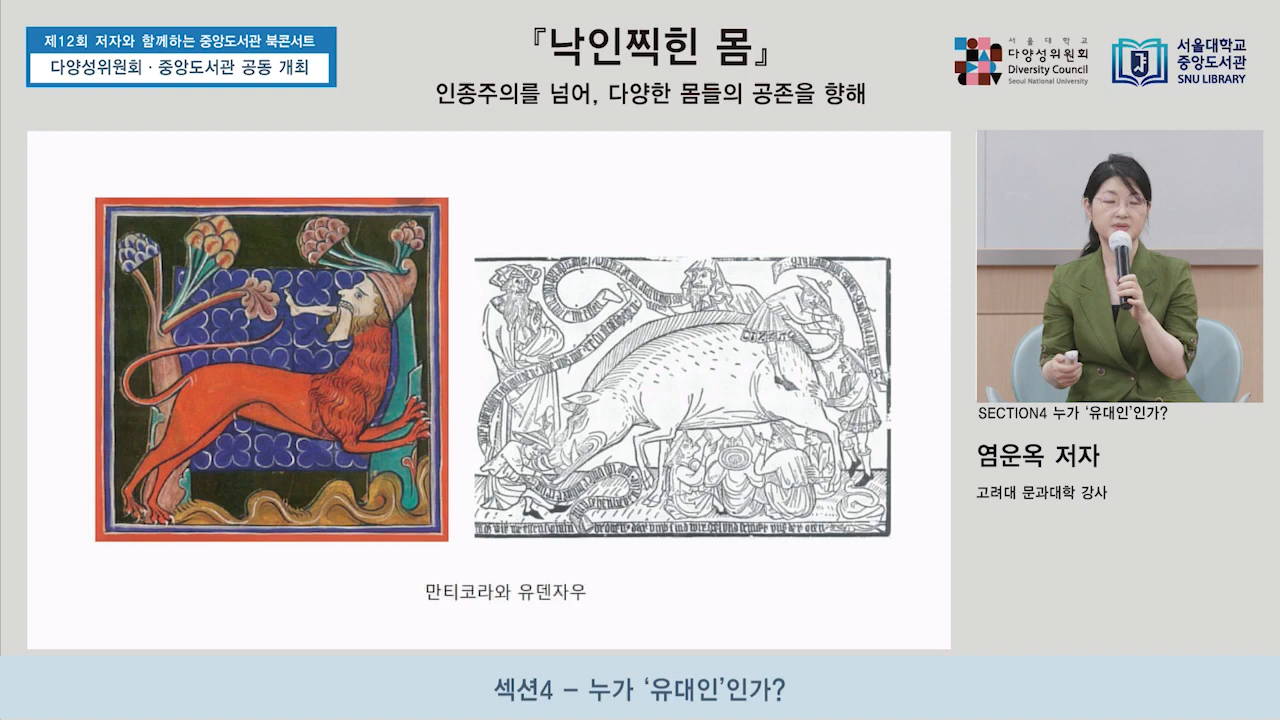 제12회 저자와 함께하는 중앙도서관 북콘서트
다양성위원회 · 중앙도서관 공동 개최
『낙인찍힌 몸』
인종주의를 넘어, 다양한 몸들의 공존을 향해
서울대학교
다양성위원회
Diversity Council
Seoul National University
서울대학교
중앙도서관
SNU LIBRARY
만티코라와 유덴자우
SECTION4 누가 ‘유대인’인가?
염운옥 저자
고려대 문과대학 강사
섹션4 – 누가 ‘유대인’인가?